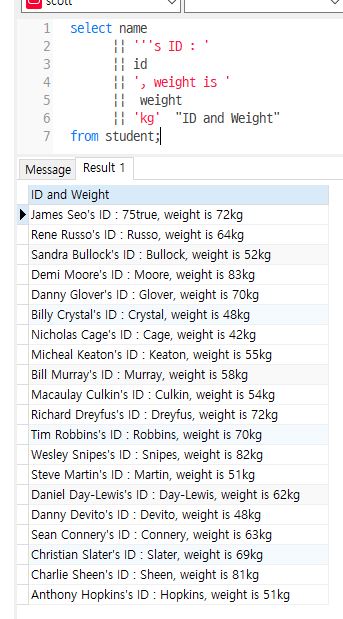 scott
1 select name
2 || '''s ID : '
3 || id
4 || ', weight is '
5 || weight
6 || 'kg' "ID and Weight"
7 from student;
Message Result 1
ID and Weight
James Seo's ID : 75true, weight is 72kg
Rene Russo's ID : Russo, weight is 64kg
Sandra Bullock's ID : Bullock, weight is 52kg
Demi Moore's ID : Moore, weight is 83kg
Danny Glover's ID : Glover, weight is 70kg
Billy Crystal's ID : Crystal, weight is 48kg
Nicholas Cage's ID : Cage, weight is 42kg
Micheal Keaton's ID : Keaton, weight is 55kg
Bill Murray's ID : Murray, weight is 58kg
Macaulay Culkin's ID : Culkin, weight is 54kg
Richard Dreyfus's ID : Dreyfus, weight is 72kg
Tim Robbins's ID : Robbins, weight is 70kg
Wesley Snipes's ID : Snipes, weight is 82kg
Steve Martin's ID : Martin, weight is 51kg
Daniel Day-Lewis's ID : Day-Lewis, weight is 62kg
Danny Devito's ID : Devito, weight is 48kg
Sean Connery's ID : Connery, weight is 63kg
Christian Slater's ID : Slater, weight is 69kg
Charlie Sheen's ID : Sheen, weight is 81kg
Anthony Hopkins's ID : Hopkins, weight is 51kg